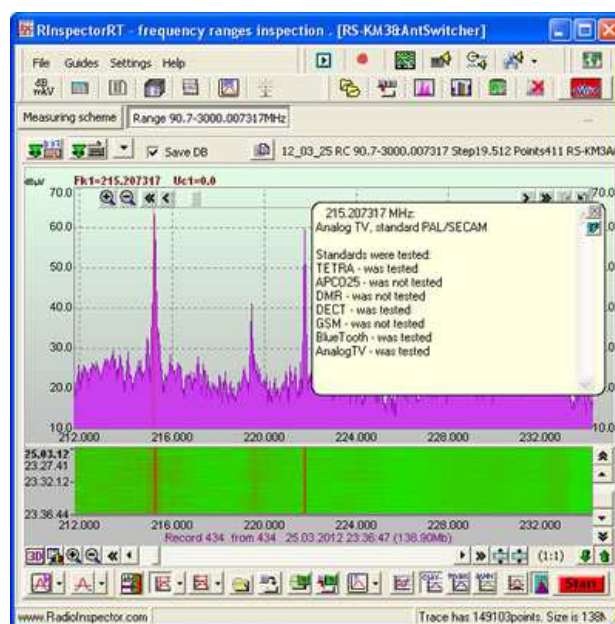 RInspectorRT - frequency ranges inspection . [RS-KM3&AntSwitcher]
File Guides Settings Help
dB mkV
Measuring scheme Range 90.7-3000.007317MHz ...
Save DB 12_03_25 RC 90.7-3000.007317 Step19.512 Points411 RS-KM3A
dBµV Fk1=215.207317 Uc1=0.0
70.0 70.0
215.207317 MHz:
Analog TV, standard PAL/SECAM
60.0
Standards were tested:
TETRA - was tested
50.0
APCO25 - was not tested
DMR - was not tested
DECT - was tested
40.0
GSM - was not tested
BlueTooth - was tested
AnalogTV - was tested
30.0
20.0
10.0 10.0
212.000 216.000 220.000 224.000 228.000 232.000
25.03.12
23:27:41
23:32:12
23:36:44
212.000 216.000 220.000 224.000 228.000 232.000
Record 434 from 434 25.03.2012 23:36:47 (138.90Mb)
3D (1:1)
Start
www.RadioInspector.com Trace has 149103points. Size is 138